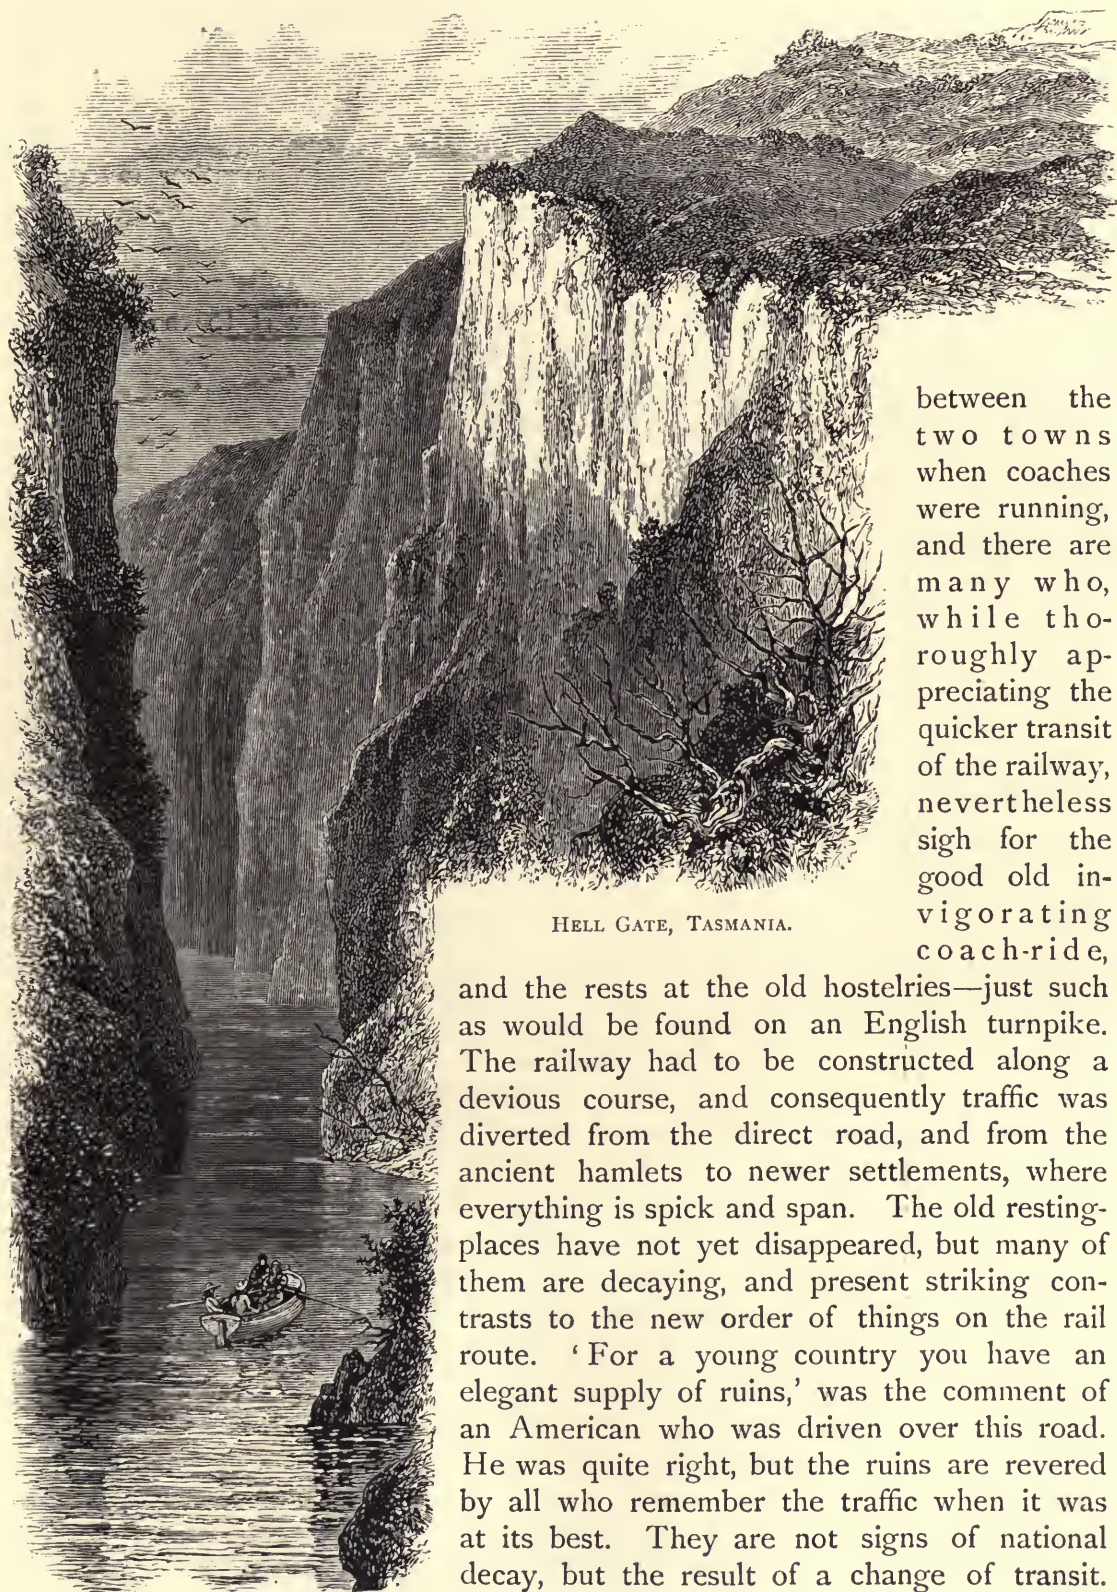 between the
two towns
when coaches
were running,
and there are
many who,
while tho-
roughly ap-
preciating the
quicker transit
of the railway,
nevertheless
sigh for the
good old in-
vigorating
coach-ride,
HELL GATE, TASMANIA.
and the rests at the old hostelries—just such
as would be found on an English turnpike.
The railway had to be constructed along a
devious course, and consequently traffic was
diverted from the direct road, and from the
ancient hamlets to newer settlements, where
everything is spick and span. The old resting-
places have not yet disappeared, but many of
them are decaying, and present striking con-
trasts to the new order of things on the rail
route. ‘For a young country you have an
elegant supply of ruins,’ was the comment of
an American who was driven over this road.
He was quite right, but the ruins are revered
by all who remember the traffic when it was
at its best. They are not signs of national
decay, but the result of a change of transit.